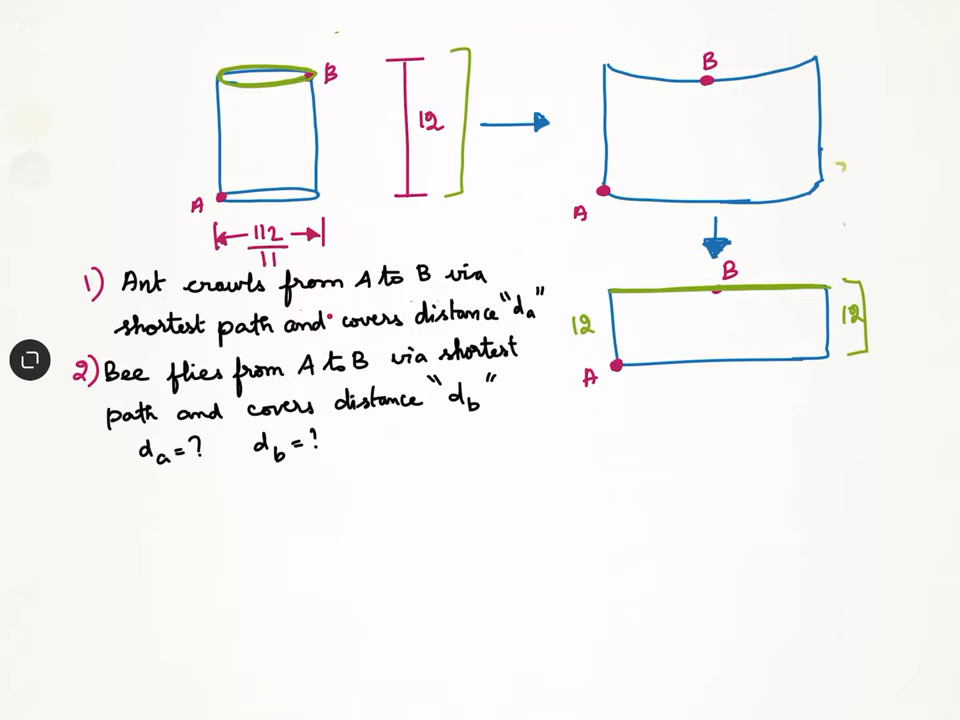 B
12
B
A
A
112
11
B
1) Ant crawls from A to B via
shortest path and covers distance "da"
12
12
2) Bee flies from A to B via shortest
A
path and covers distance "db"
da = ? db = ?